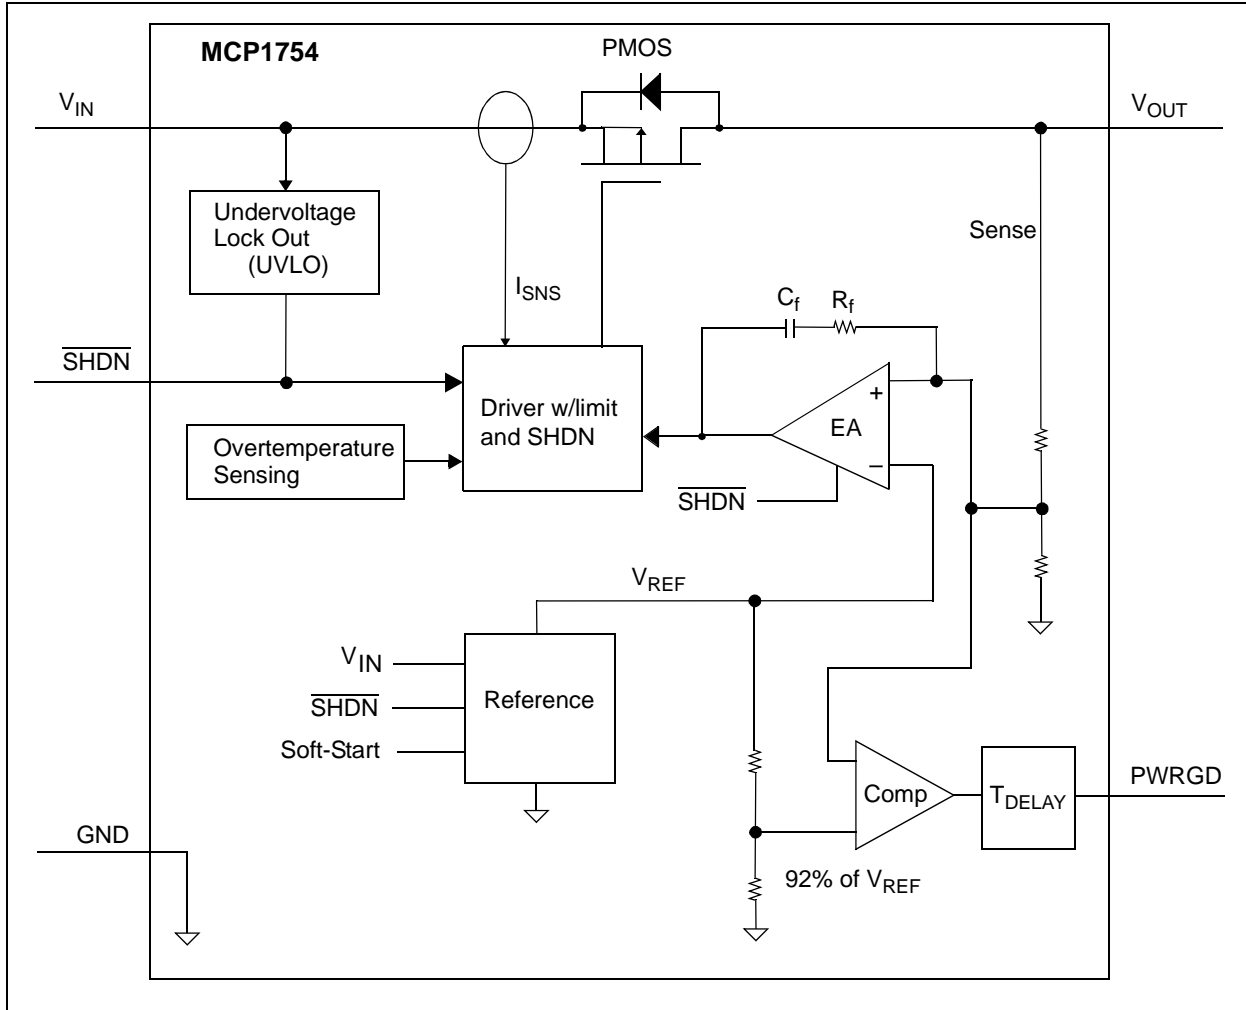 MCP1754
PMOS
V_IN
V_OUT
Undervoltage
Lock Out
(UVLO)
Sense
I_SNS
C_f
R_f
SHDN
Driver w/limit
and SHDN
+
EA
−
Overtemperature
Sensing
SHDN
V_REF
V_IN
SHDN
Soft-Start
Reference
Comp
T_DELAY
PWRGD
GND
92% of V_REF